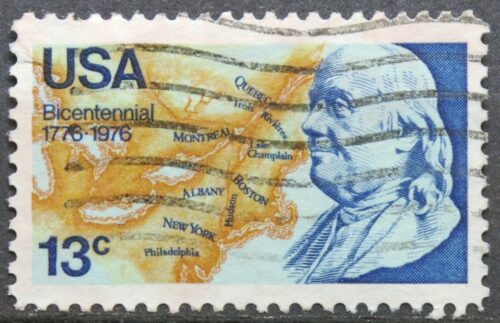 USA
Bicentennial
1776-1976
QUEBEC
Trois Rivières
MONTREAL
Lake
Champlain
ALBANY
BOSTON
Hudson
NEW YORK
Philadelphia
13c